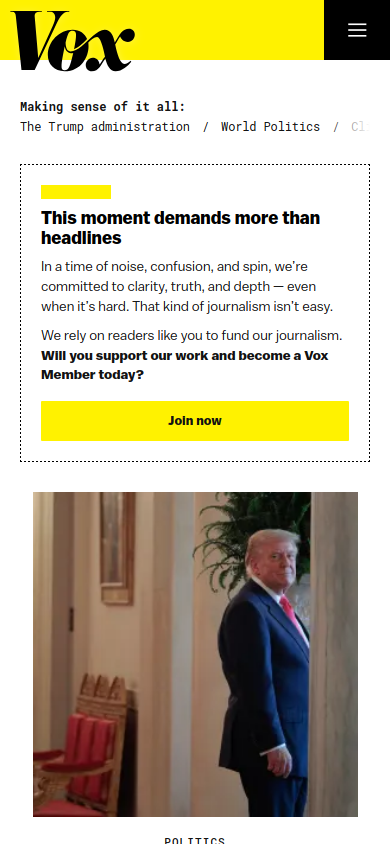 Vox
Making sense of it all:
The Trump administration / World Politics /
This moment demands more than
headlines
In a time of noise, confusion, and spin, we’re
committed to clarity, truth, and depth — even
when it’s hard. That kind of journalism isn’t easy.
We rely on readers like you to fund our journalism.
Will you support our work and become a Vox
Member today?
Join now
POLITICS